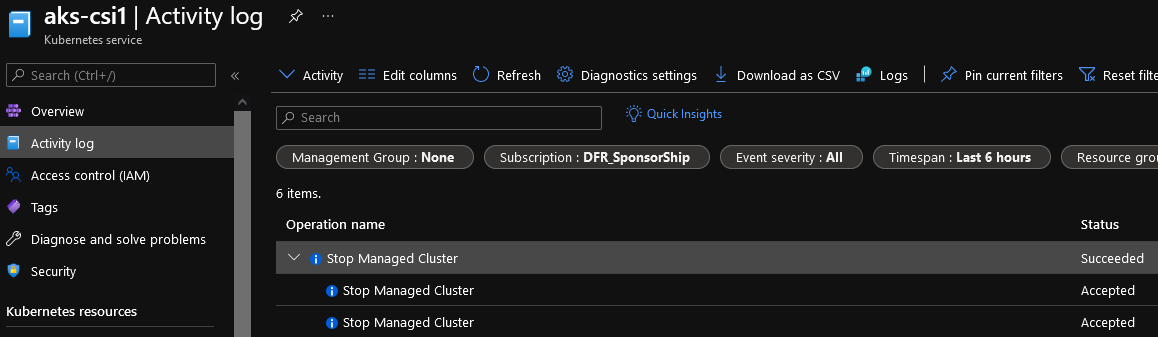 aks-csi1 | Activity log
Kubernetes service
Search (Ctrl+/)
«
Activity
Edit columns
Refresh
Diagnostics settings
Download as CSV
Logs
Pin current filters
Reset filte
Overview
Activity log
Access control (IAM)
Tags
Diagnose and solve problems
Security
Kubernetes resources
Search
Quick Insights
Management Group : None
Subscription : DFR_SponsorShip
Event severity : All
Timespan : Last 6 hours
Resource grou
6 items.
Operation name Status
Stop Managed Cluster Succeeded
Stop Managed Cluster Accepted
Stop Managed Cluster Accepted